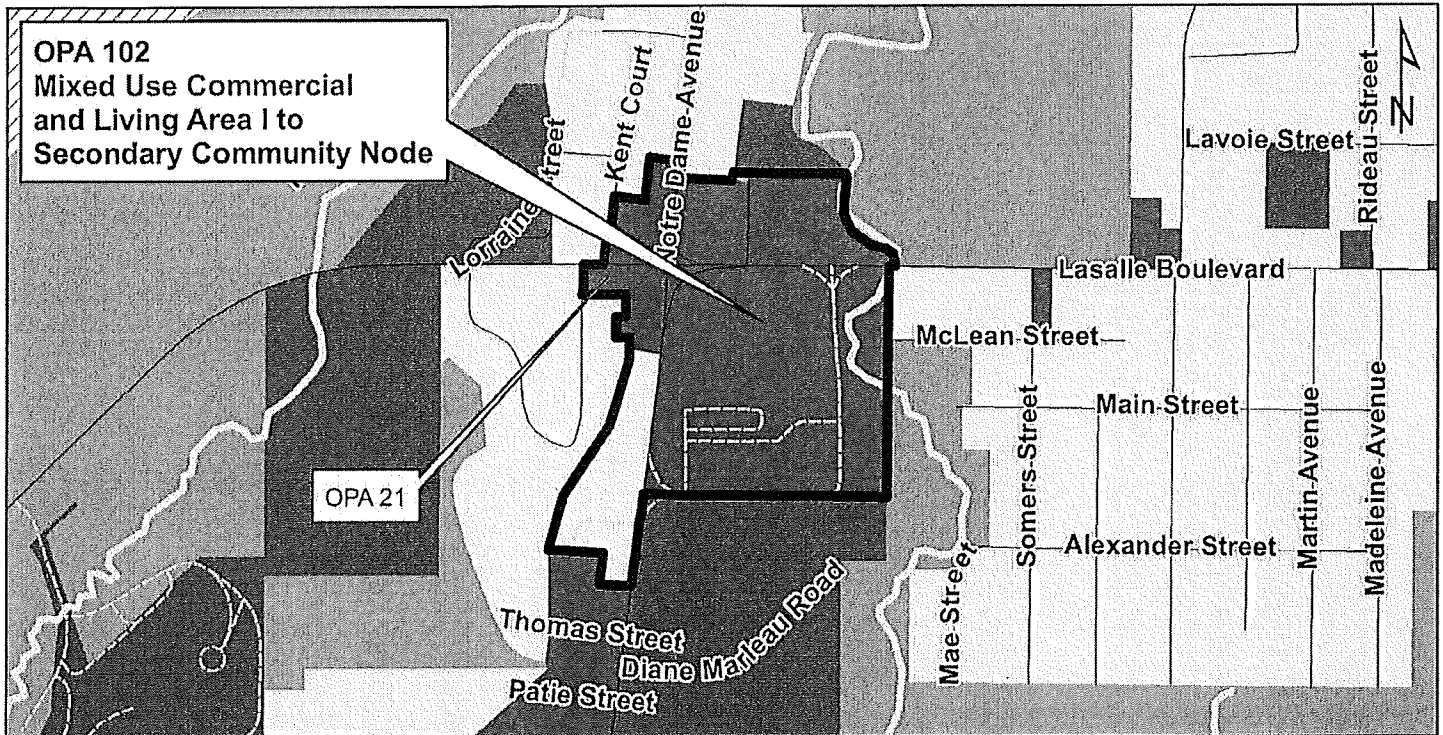 OPA 102
Mixed Use Commercial
and Living Area I to
Secondary Community Node
Kent Court
Notre Dame-Avenue
Lorraine
treet
N
Rideau-Street
Lavoie Street
Lasalle Boulevard
McLean-Street
Main-Street
OPA 21
Somers-Street
Martin-Avenue
Madeleine-Avenue
Alexander-Street
Mae-Street
Thomas Street
Diane Marleau Road
Patie Street